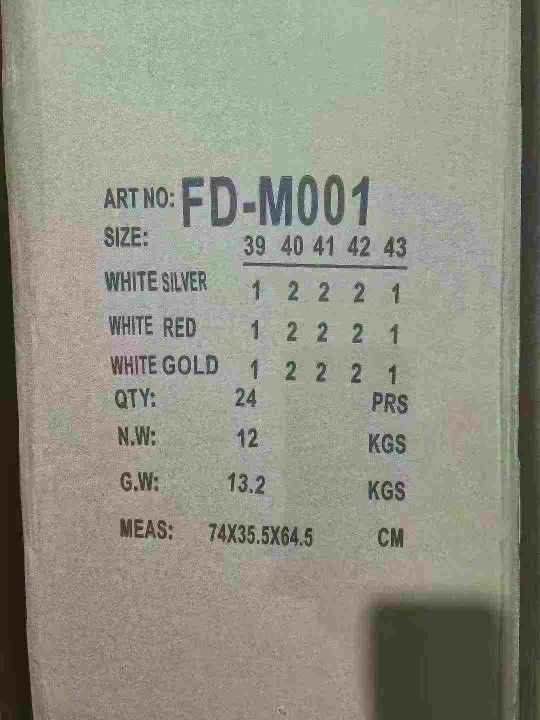 ART NO: FD-M001
SIZE: 39 40 41 42 43
WHITE SILVER 1 2 2 2 1
WHITE RED 1 2 2 2 1
WHITE GOLD 1 2 2 2 1
QTY: 24 PRS
N.W: 12 KGS
G.W: 13.2 KGS
MEAS: 74X35.5X64.5 CM